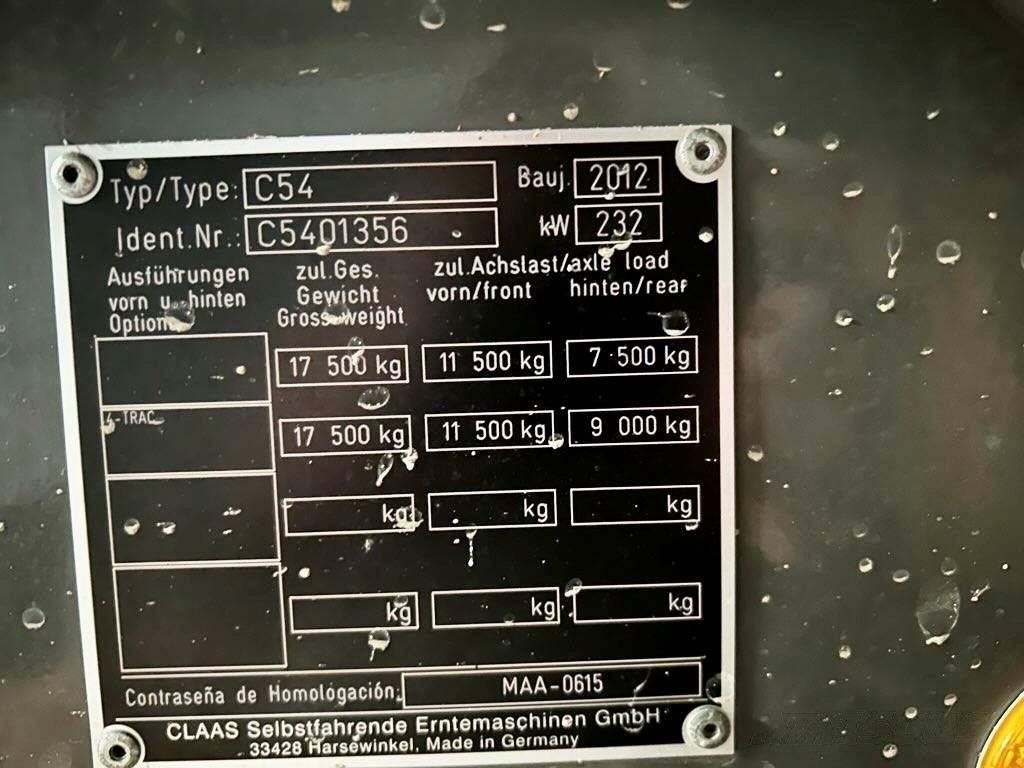 Typ/Type: C54 Bauj. 2012
Ident.Nr.: C5401356 kW 232
Ausführungen zul.Ges. zul.Achslast/axle load
vorn u. hinten Gewicht vorn/front hinten/rear
Optionen Gross weight
17 500 kg 11 500 kg 7 500 kg
4-TRAC
17 500 kg 11 500 kg 9 000 kg
kg kg kg
kg kg kg
Contraseña de Homologación: MAA-0615
CLAAS Selbstfahrende Erntemaschinen GmbH
33428 Harsewinkel, Made in Germany